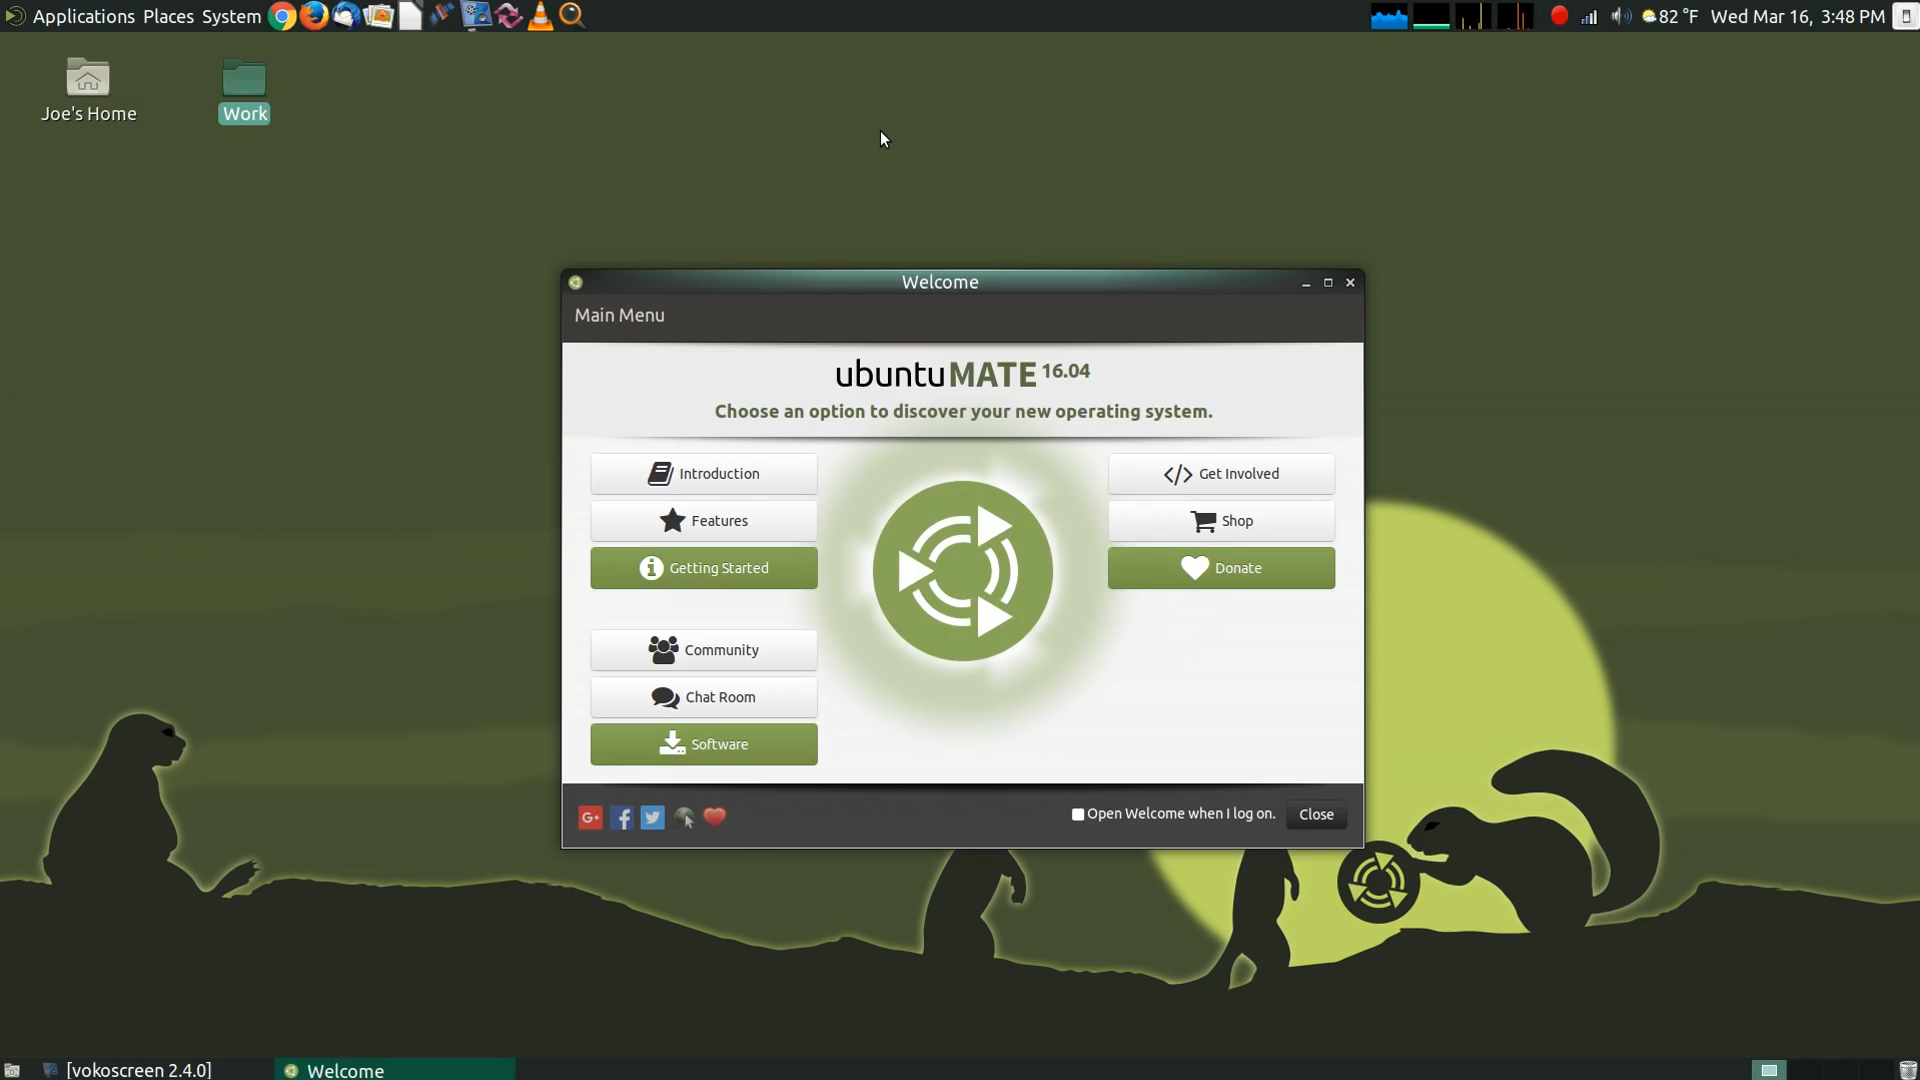 Applications Places System
82 °F Wed Mar 16, 3:48 PM
Joe's Home
Work
Welcome
Main Menu
ubuntu MATE 16.04
Choose an option to discover your new operating system.
Introduction
Get Involved
Features
Shop
Getting Started
Donate
Community
Chat Room
Software
G+
Open Welcome when I log on.
Close
[vokoscreen 2.4.0]
Welcome